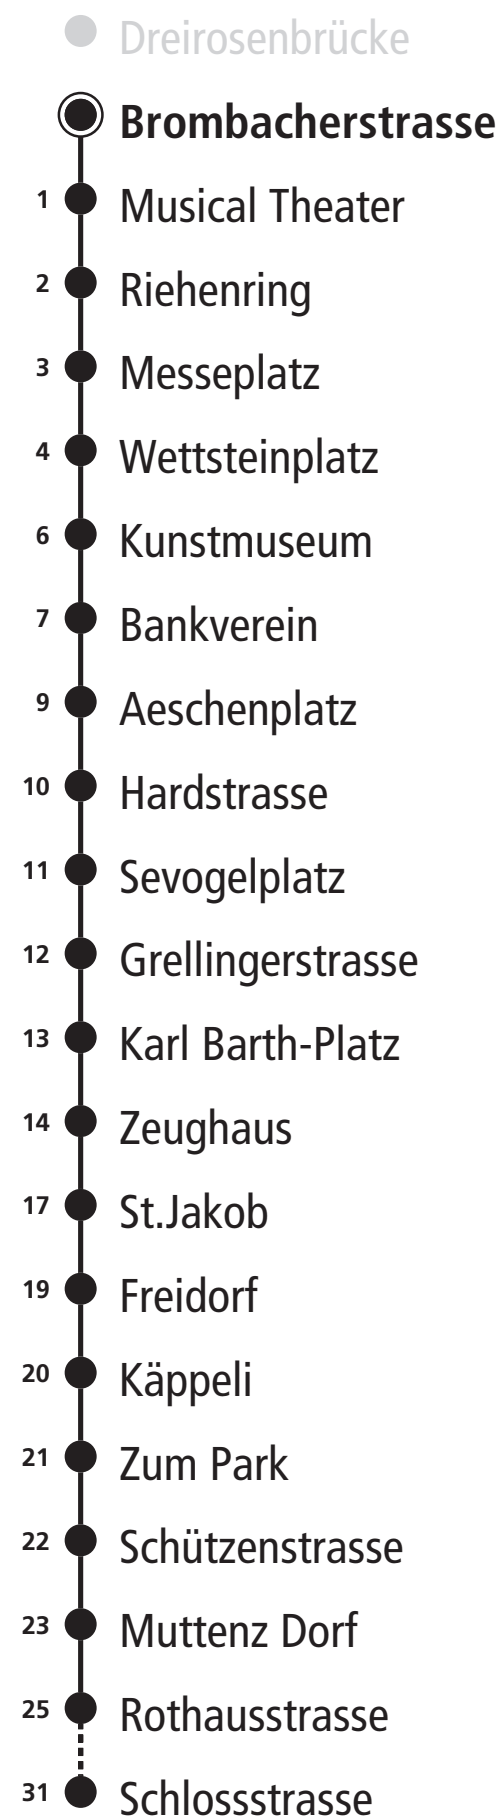 Dreirosenbrücke
Brombacherstrasse
1 Musical Theater
2 Riehenring
3 Messeplatz
4 Wettsteinplatz
6 Kunstmuseum
7 Bankverein
9 Aeschenplatz
10 Hardstrasse
11 Sevogelplatz
12 Grellingerstrasse
13 Karl Barth-Platz
14 Zeughaus
17 St.Jakob
19 Freidorf
20 Käppeli
21 Zum Park
22 Schützenstrasse
23 Muttenz Dorf
25 Rothausstrasse
31 Schlossstrasse